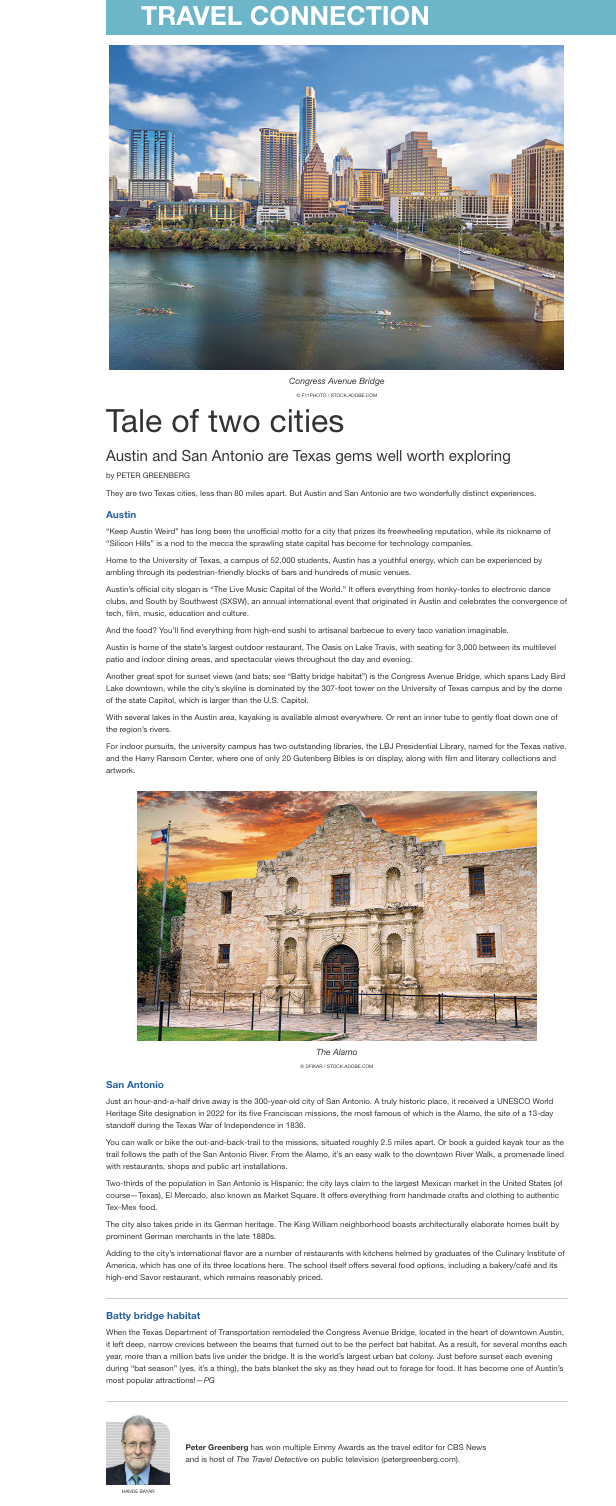 TRAVEL CONNECTION
Congress Avenue Bridge
© F11PHOTO / STOCK.ADOBE.COM
Tale of two cities
Austin and San Antonio are Texas gems well worth exploring
by PETER GREENBERG
They are two Texas cities, less than 80 miles apart. But Austin and San Antonio are two wonderfully distinct experiences.
Austin
“Keep Austin Weird” has long been the unofficial motto for a city that prizes its freewheeling reputation, while its nickname of
“Silicon Hills” is a nod to the mecca the sprawling state capital has become for technology companies.
Home to the University of Texas, a campus of 52,000 students, Austin has a youthful energy, which can be experienced by
ambling through its pedestrian-friendly blocks of bars and hundreds of music venues.
Austin’s official city slogan is “The Live Music Capital of the World.” It offers everything from honky-tonks to electronic dance
clubs, and South by Southwest (SXSW), an annual international event that originated in Austin and celebrates the convergence of
tech, film, music, education and culture.
And the food? You’ll find everything from high-end sushi to artisanal barbecue to every taco variation imaginable.
Austin is home of the state’s largest outdoor restaurant, The Oasis on Lake Travis, with seating for 3,000 between its multilevel
patio and indoor dining areas, and spectacular views throughout the day and evening.
Another great spot for sunset views (and bats; see “Batty bridge habitat”) is the Congress Avenue Bridge, which spans Lady Bird
Lake downtown, while the city’s skyline is dominated by the 307-foot tower on the University of Texas campus and by the dome
of the state Capitol, which is larger than the U.S. Capitol.
With several lakes in the Austin area, kayaking is available almost everywhere. Or rent an inner tube to gently float down one of
the region’s rivers.
For indoor pursuits, the university campus has two outstanding libraries, the LBJ Presidential Library, named for the Texas native,
and the Harry Ransom Center, where one of only 20 Gutenberg Bibles is on display, along with film and literary collections and
artwork.
The Alamo
© DFIKAR / STOCK.ADOBE.COM
San Antonio
Just an hour-and-a-half drive away is the 300-year-old city of San Antonio. A truly historic place, it received a UNESCO World
Heritage Site designation in 2022 for its five Franciscan missions, the most famous of which is the Alamo, the site of a 13-day
standoff during the Texas War of Independence in 1836.
You can walk or bike the out-and-back-trail to the missions, situated roughly 2.5 miles apart. Or book a guided kayak tour as the
trail follows the path of the San Antonio River. From the Alamo, it’s an easy walk to the downtown River Walk, a promenade lined
with restaurants, shops and public art installations.
Two-thirds of the population in San Antonio is Hispanic; the city lays claim to the largest Mexican market in the United States (of
course—Texas), El Mercado, also known as Market Square. It offers everything from handmade crafts and clothing to authentic
Tex-Mex food.
The city also takes pride in its German heritage. The King William neighborhood boasts architecturally elaborate homes built by
prominent German merchants in the late 1880s.
Adding to the city’s international flavor are a number of restaurants with kitchens helmed by graduates of the Culinary Institute of
America, which has one of its three locations here. The school itself offers several food options, including a bakery/café and its
high-end Savor restaurant, which remains reasonably priced.
Batty bridge habitat
When the Texas Department of Transportation remodeled the Congress Avenue Bridge, located in the heart of downtown Austin,
it left deep, narrow crevices between the beams that turned out to be the perfect bat habitat. As a result, for several months each
year, more than a million bats live under the bridge. It is the world’s largest urban bat colony. Just before sunset each evening
during “bat season” (yes, it’s a thing), the bats blanket the sky as they head out to forage for food. It has become one of Austin’s
most popular attractions!—PG
Peter Greenberg has won multiple Emmy Awards as the travel editor for CBS News
and is host of The Travel Detective on public television (petergreenberg.com).
HANDE BAYAR